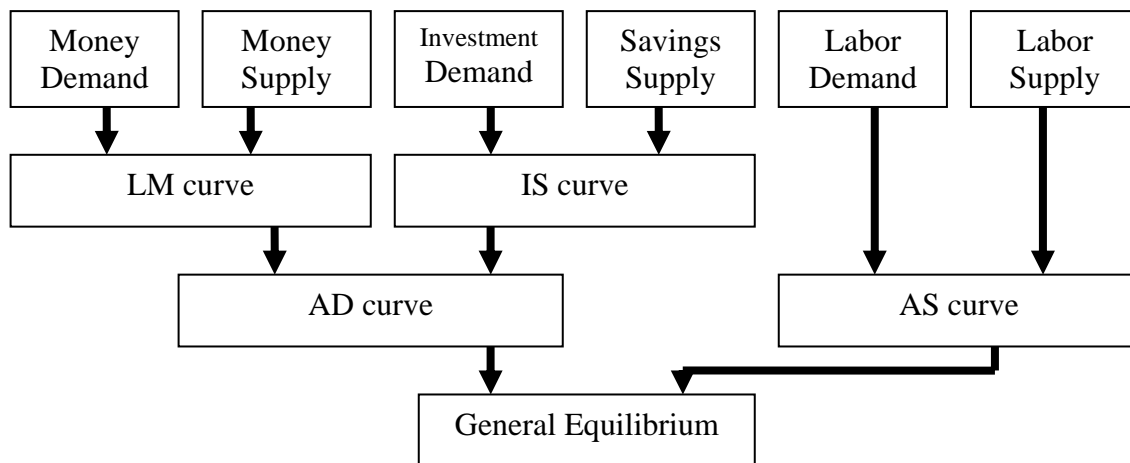 Money
Demand
Money
Supply
Investment
Demand
Savings
Supply
Labor
Demand
Labor
Supply
LM curve
IS curve
AD curve
AS curve
General Equilibrium